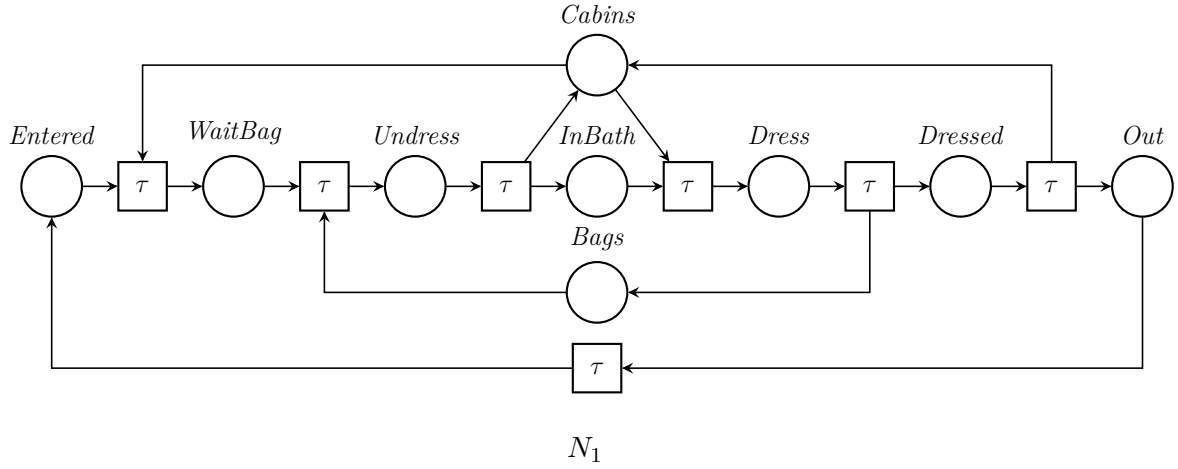 Cabins
Entered WaitBag Undress InBath Dress Dressed Out
τ τ τ τ τ τ
Bags
τ
N₁